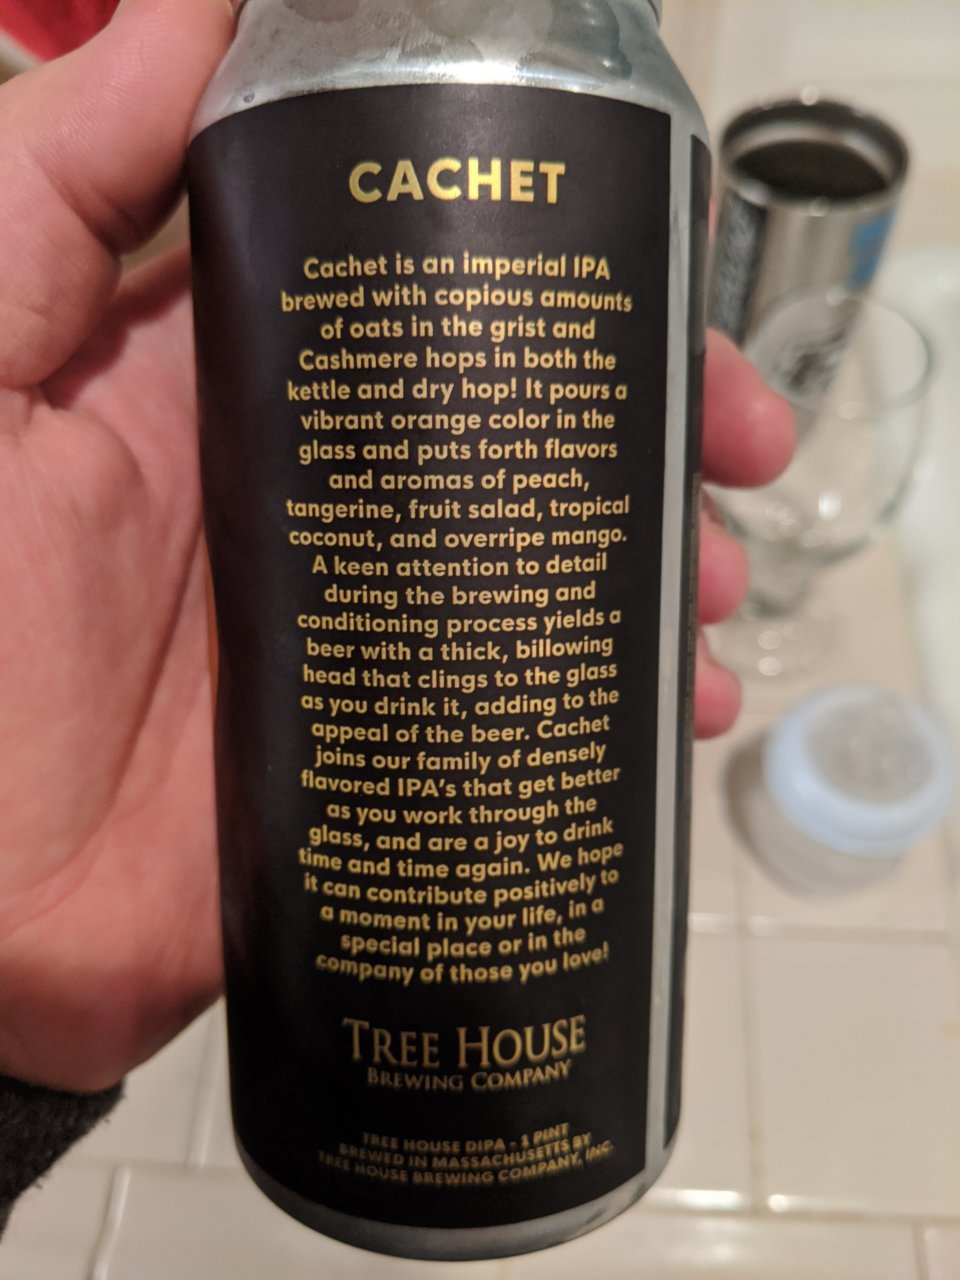 CACHET
Cachet is an imperial IPA
brewed with copious amounts
of oats in the grist and
Cashmere hops in both the
kettle and dry hop! It pours a
vibrant orange color in the
glass and puts forth flavors
and aromas of peach,
tangerine, fruit salad, tropical
coconut, and overripe mango.
A keen attention to detail
during the brewing and
conditioning process yields a
beer with a thick, billowing
head that clings to the glass
as you drink it, adding to the
appeal of the beer. Cachet
joins our family of densely
flavored IPA's that get better
as you work through the
glass, and are a joy to drink
time and time again. We hope
it can contribute positively to
a moment in your life, in a
special place or in the
company of those you love!
TREE HOUSE
BREWING COMPANY
TREE HOUSE DIPA - 1 PINT
BREWED IN MASSACHUSETTS BY
TREE HOUSE BREWING COMPANY, INC.